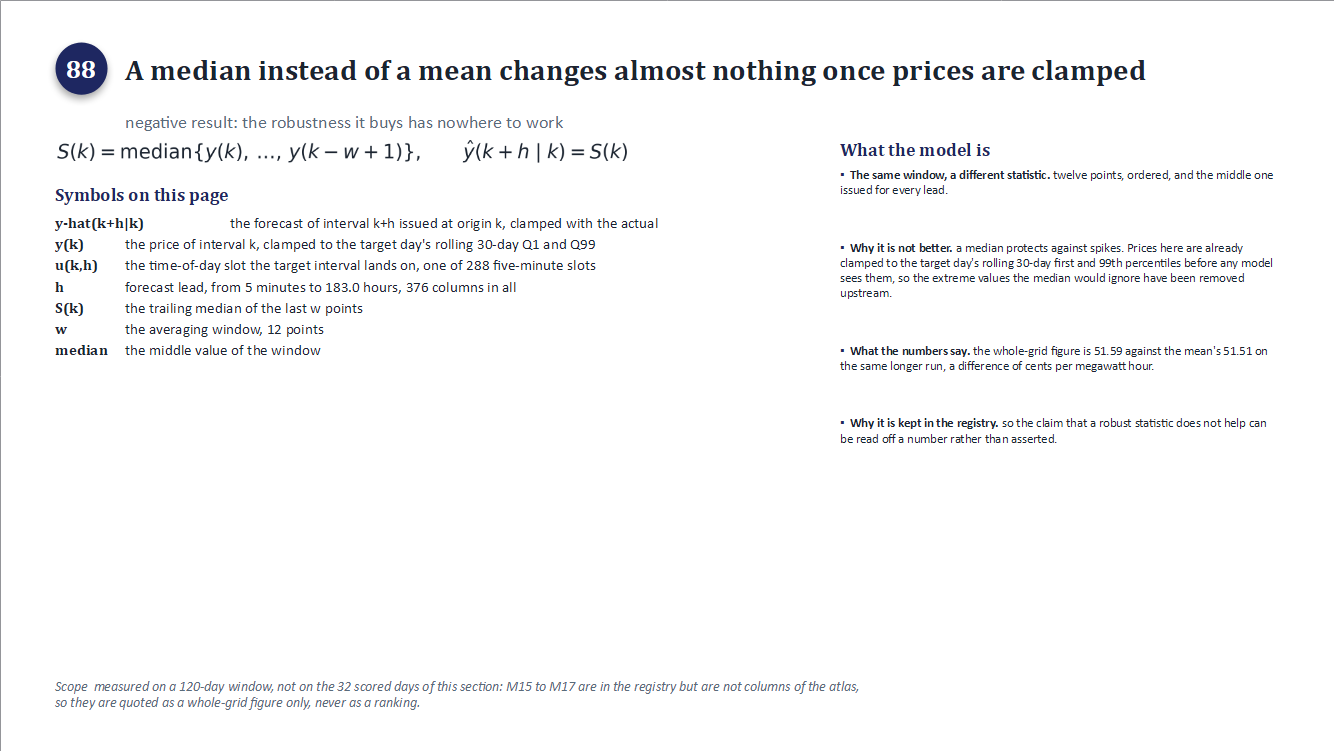 88
A median instead of a mean changes almost nothing once prices are clamped
negative result: the robustness it buys has nowhere to work
S(k) = median{y(k), …, y(k − w + 1)},     ŷ(k + h | k) = S(k)
Symbols on this page
y-hat(k+h|k) the forecast of interval k+h issued at origin k, clamped with the actual
y(k) the price of interval k, clamped to the target day's rolling 30-day Q1 and Q99
u(k,h) the time-of-day slot the target interval lands on, one of 288 five-minute slots
h forecast lead, from 5 minutes to 183.0 hours, 376 columns in all
S(k) the trailing median of the last w points
w the averaging window, 12 points
median the middle value of the window
What the model is
▪ The same window, a different statistic. twelve points, ordered, and the middle one
issued for every lead.
▪ Why it is not better. a median protects against spikes. Prices here are already
clamped to the target day's rolling 30-day first and 99th percentiles before any model
sees them, so the extreme values the median would ignore have been removed
upstream.
▪ What the numbers say. the whole-grid figure is 51.59 against the mean's 51.51 on
the same longer run, a difference of cents per megawatt hour.
▪ Why it is kept in the registry. so the claim that a robust statistic does not help can
be read off a number rather than asserted.
Scope measured on a 120-day window, not on the 32 scored days of this section: M15 to M17 are in the registry but are not columns of the atlas,
so they are quoted as a whole-grid figure only, never as a ranking.